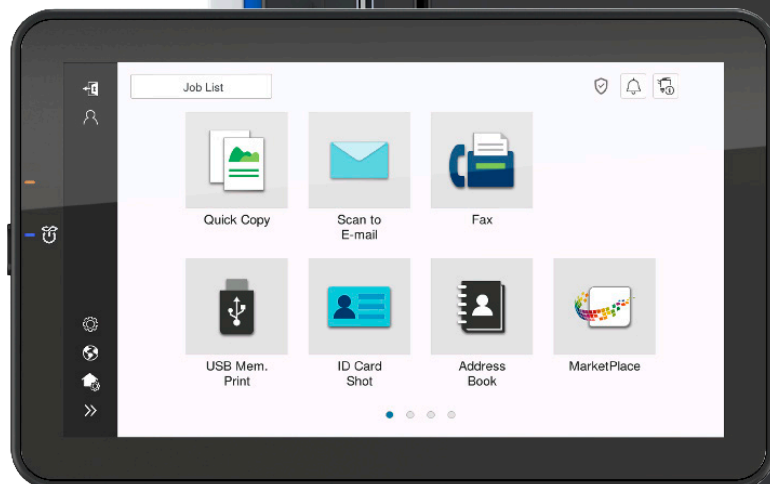 Job List
Quick Copy
Scan to
E-mail
Fax
USB Mem.
Print
ID Card
Shot
Address
Book
MarketPlace